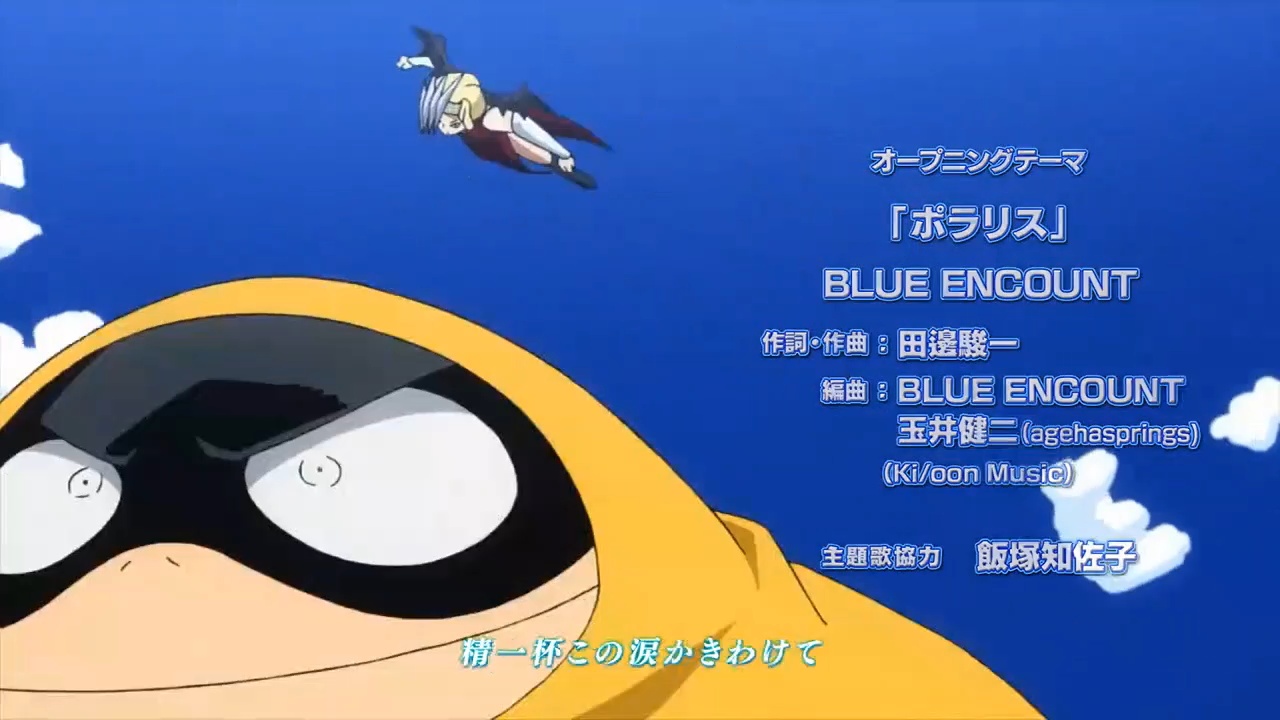 オープニングテーマ
「ポラリス」
BLUE ENCOUNT
作詞・作曲：田邊駿一
編曲：BLUE ENCOUNT
玉井健二(agehasprings)
(Ki/oon Music)
主題歌協力 飯塚知佐子
精一杯この涙かきわけて